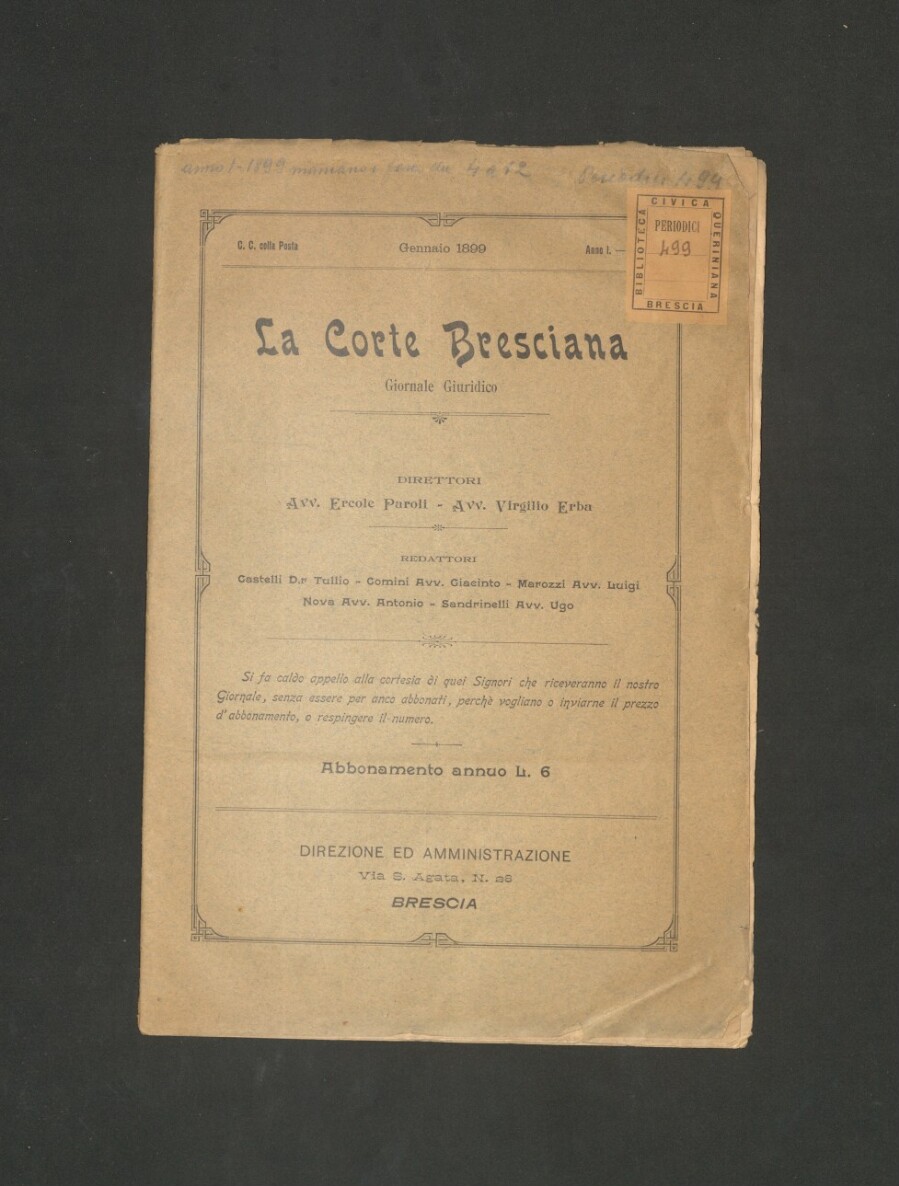 anno I - 1899 mancano i fasc. da 4 a 12
499
CIVICA
BIBLIOTECA
QUERINIANA
PERIODICI
499
BRESCIA
C. C. colla Posta
Gennaio 1899
Anno I. —
La Corte Bresciana
Giornale Giuridico
DIRETTORI
Avv. Ercole Paroli - Avv. Virgilio Erba
REDATTORI
Castelli D.r Tullio - Comini Avv. Giacinto - Marozzi Avv. Luigi
Nova Avv. Antonio - Sandrinelli Avv. Ugo
Si fa caldo appello alla cortesia di quei Signori che riceveranno il nostro
Giornale, senza essere per anco abbonati, perchè vogliano o inviarne il prezzo
d'abbonamento, o respingere il numero.
Abbonamento annuo L. 6
DIREZIONE ED AMMINISTRAZIONE
Via S. Agata, N. 28
BRESCIA